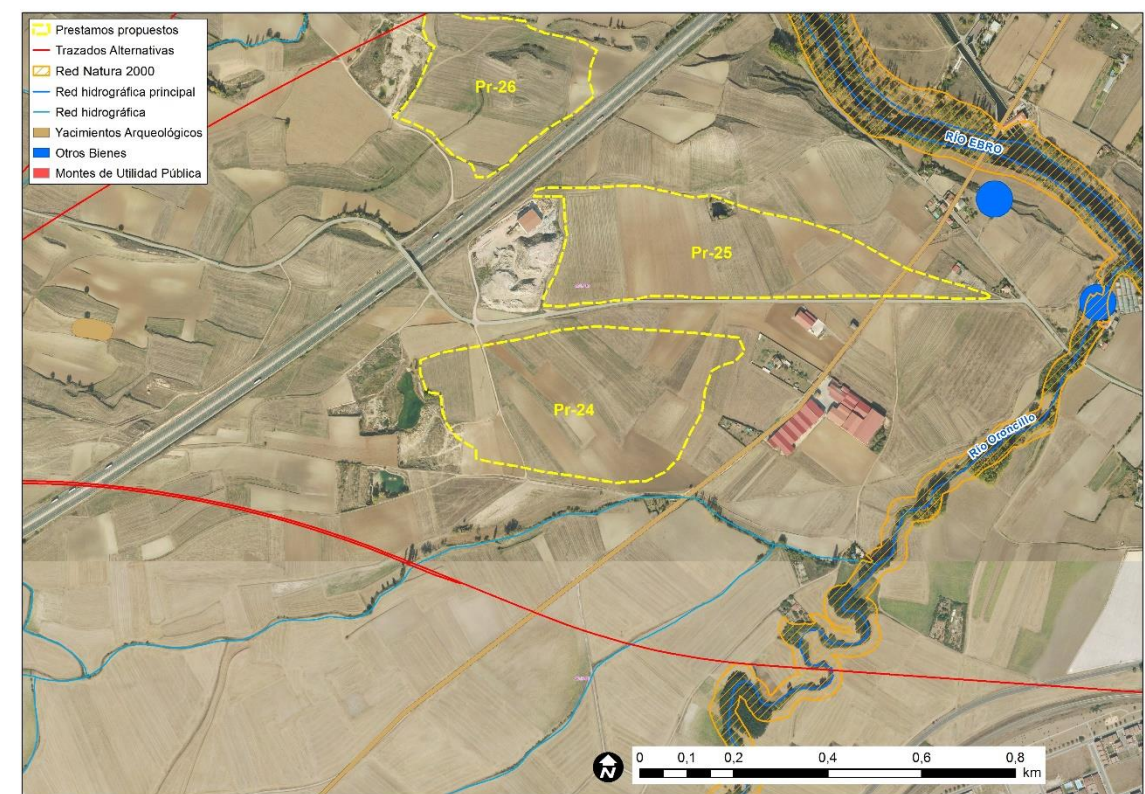 Prestamos propuestos
Trazados Alternativas
Red Natura 2000
Red hidrográfica principal
Red hidrográfica
Yacimientos Arqueológicos
Otros Bienes
Montes de Utilidad Pública
Pr-26
RÍO EBRO
Pr-25
Pr-24
Río Oroncillo
N
0 0,1 0,2 0,4 0,6 0,8
km